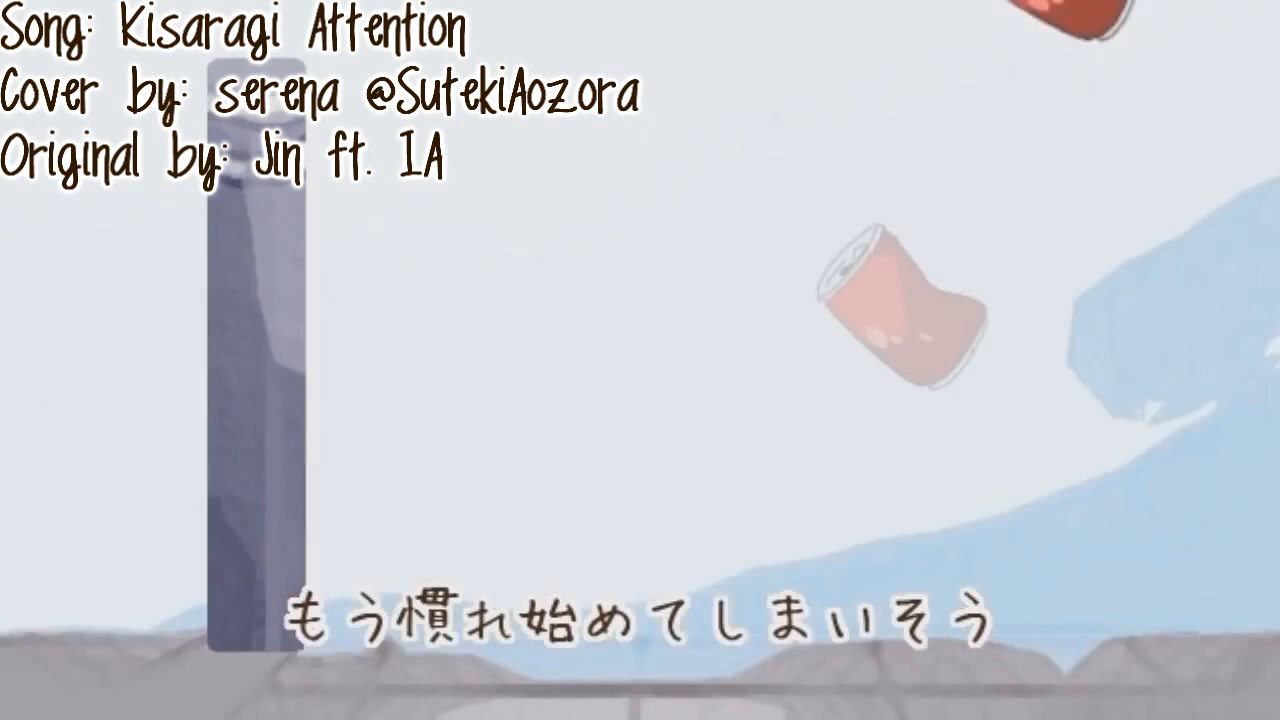 Song: Kisaragi Attention
Cover by: serena @SutekiAozora
Original by: Jin ft. IA
もう慣れ始めてしまいそう